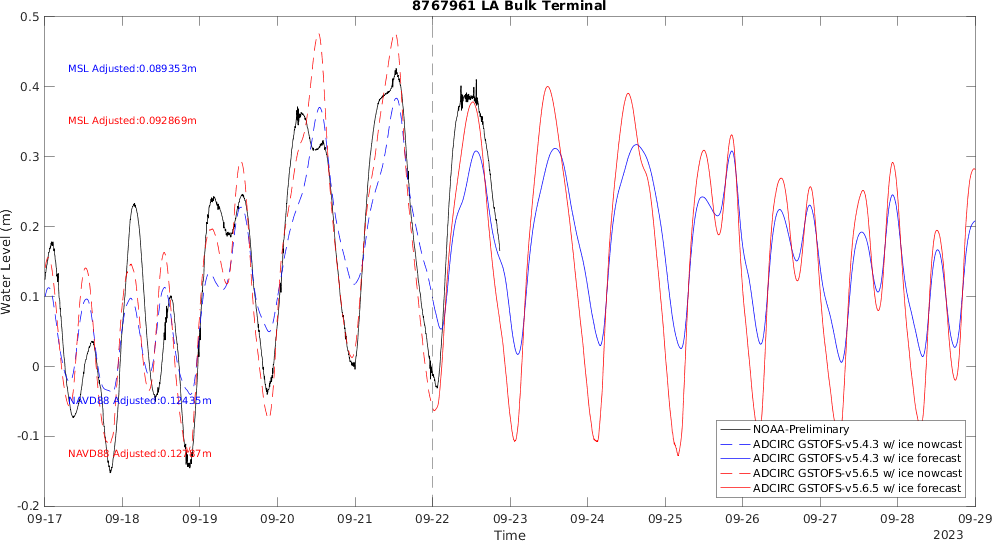 8767961 LA Bulk Terminal
Water Level (m)
0.5
0.4
0.3
0.2
0.1
0
-0.1
-0.2
MSL Adjusted:0.089353m
MSL Adjusted:0.092869m
NAVD88 Adjusted:0.12435m
NAVD88 Adjusted:0.12787m
NOAA-Preliminary
ADCIRC GSTOFS-v5.4.3 w/ ice nowcast
ADCIRC GSTOFS-v5.4.3 w/ ice forecast
ADCIRC GSTOFS-v5.6.5 w/ ice nowcast
ADCIRC GSTOFS-v5.6.5 w/ ice forecast
09-17 09-18 09-19 09-20 09-21 09-22 09-23 09-24 09-25 09-26 09-27 09-28 09-29
Time
2023